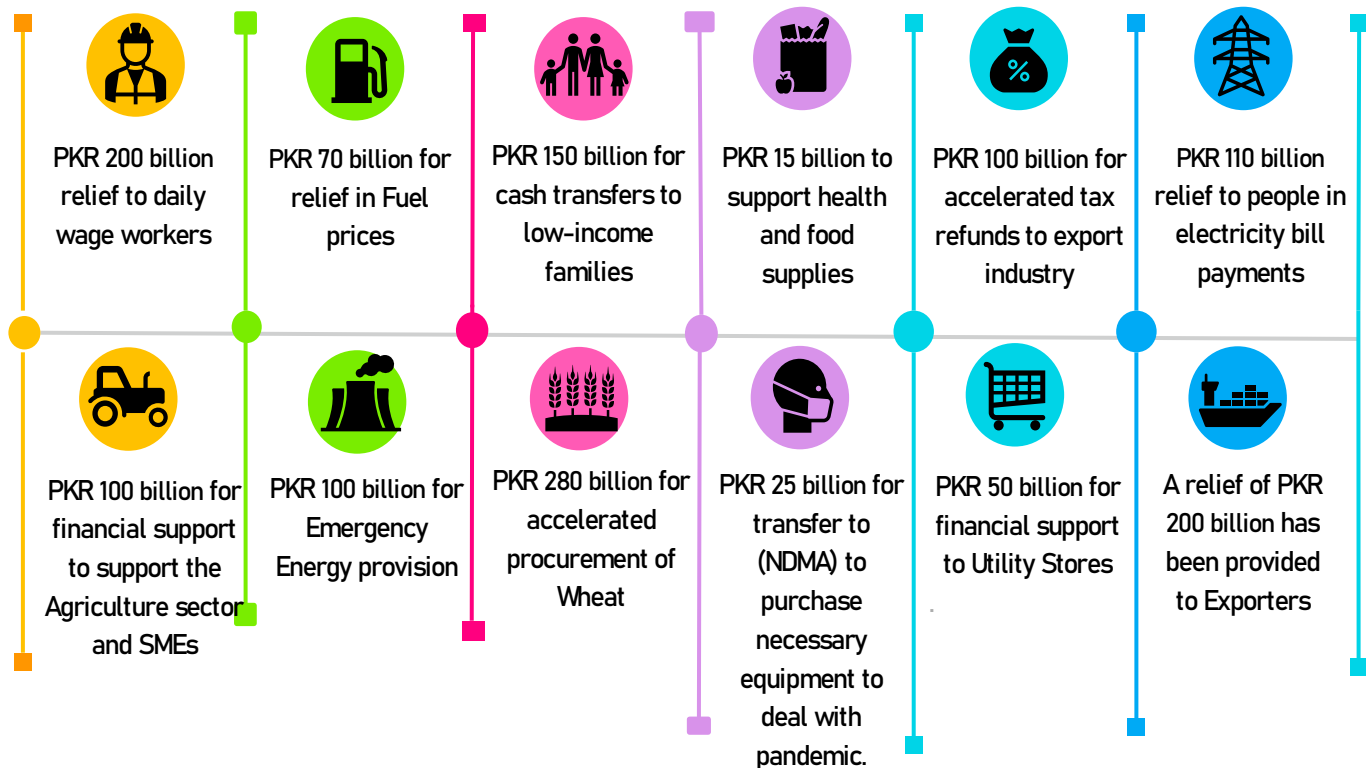 PKR 200 billion
relief to daily
wage workers
PKR 70 billion for
relief in Fuel
prices
PKR 150 billion for
cash transfers to
low-income
families
PKR 15 billion to
support health
and food
supplies
%
PKR 100 billion for
accelerated tax
refunds to export
industry
PKR 110 billion
relief to people in
electricity bill
payments
PKR 100 billion for
financial support
to support the
Agriculture sector
and SMEs
PKR 100 billion for
Emergency
Energy provision
PKR 280 billion for
accelerated
procurement of
Wheat
PKR 25 billion for
transfer to
(NDMA) to
purchase
necessary
equipment to
deal with
pandemic.
PKR 50 billion for
financial support
to Utility Stores
.
A relief of PKR
200 billion has
been provided
to Exporters